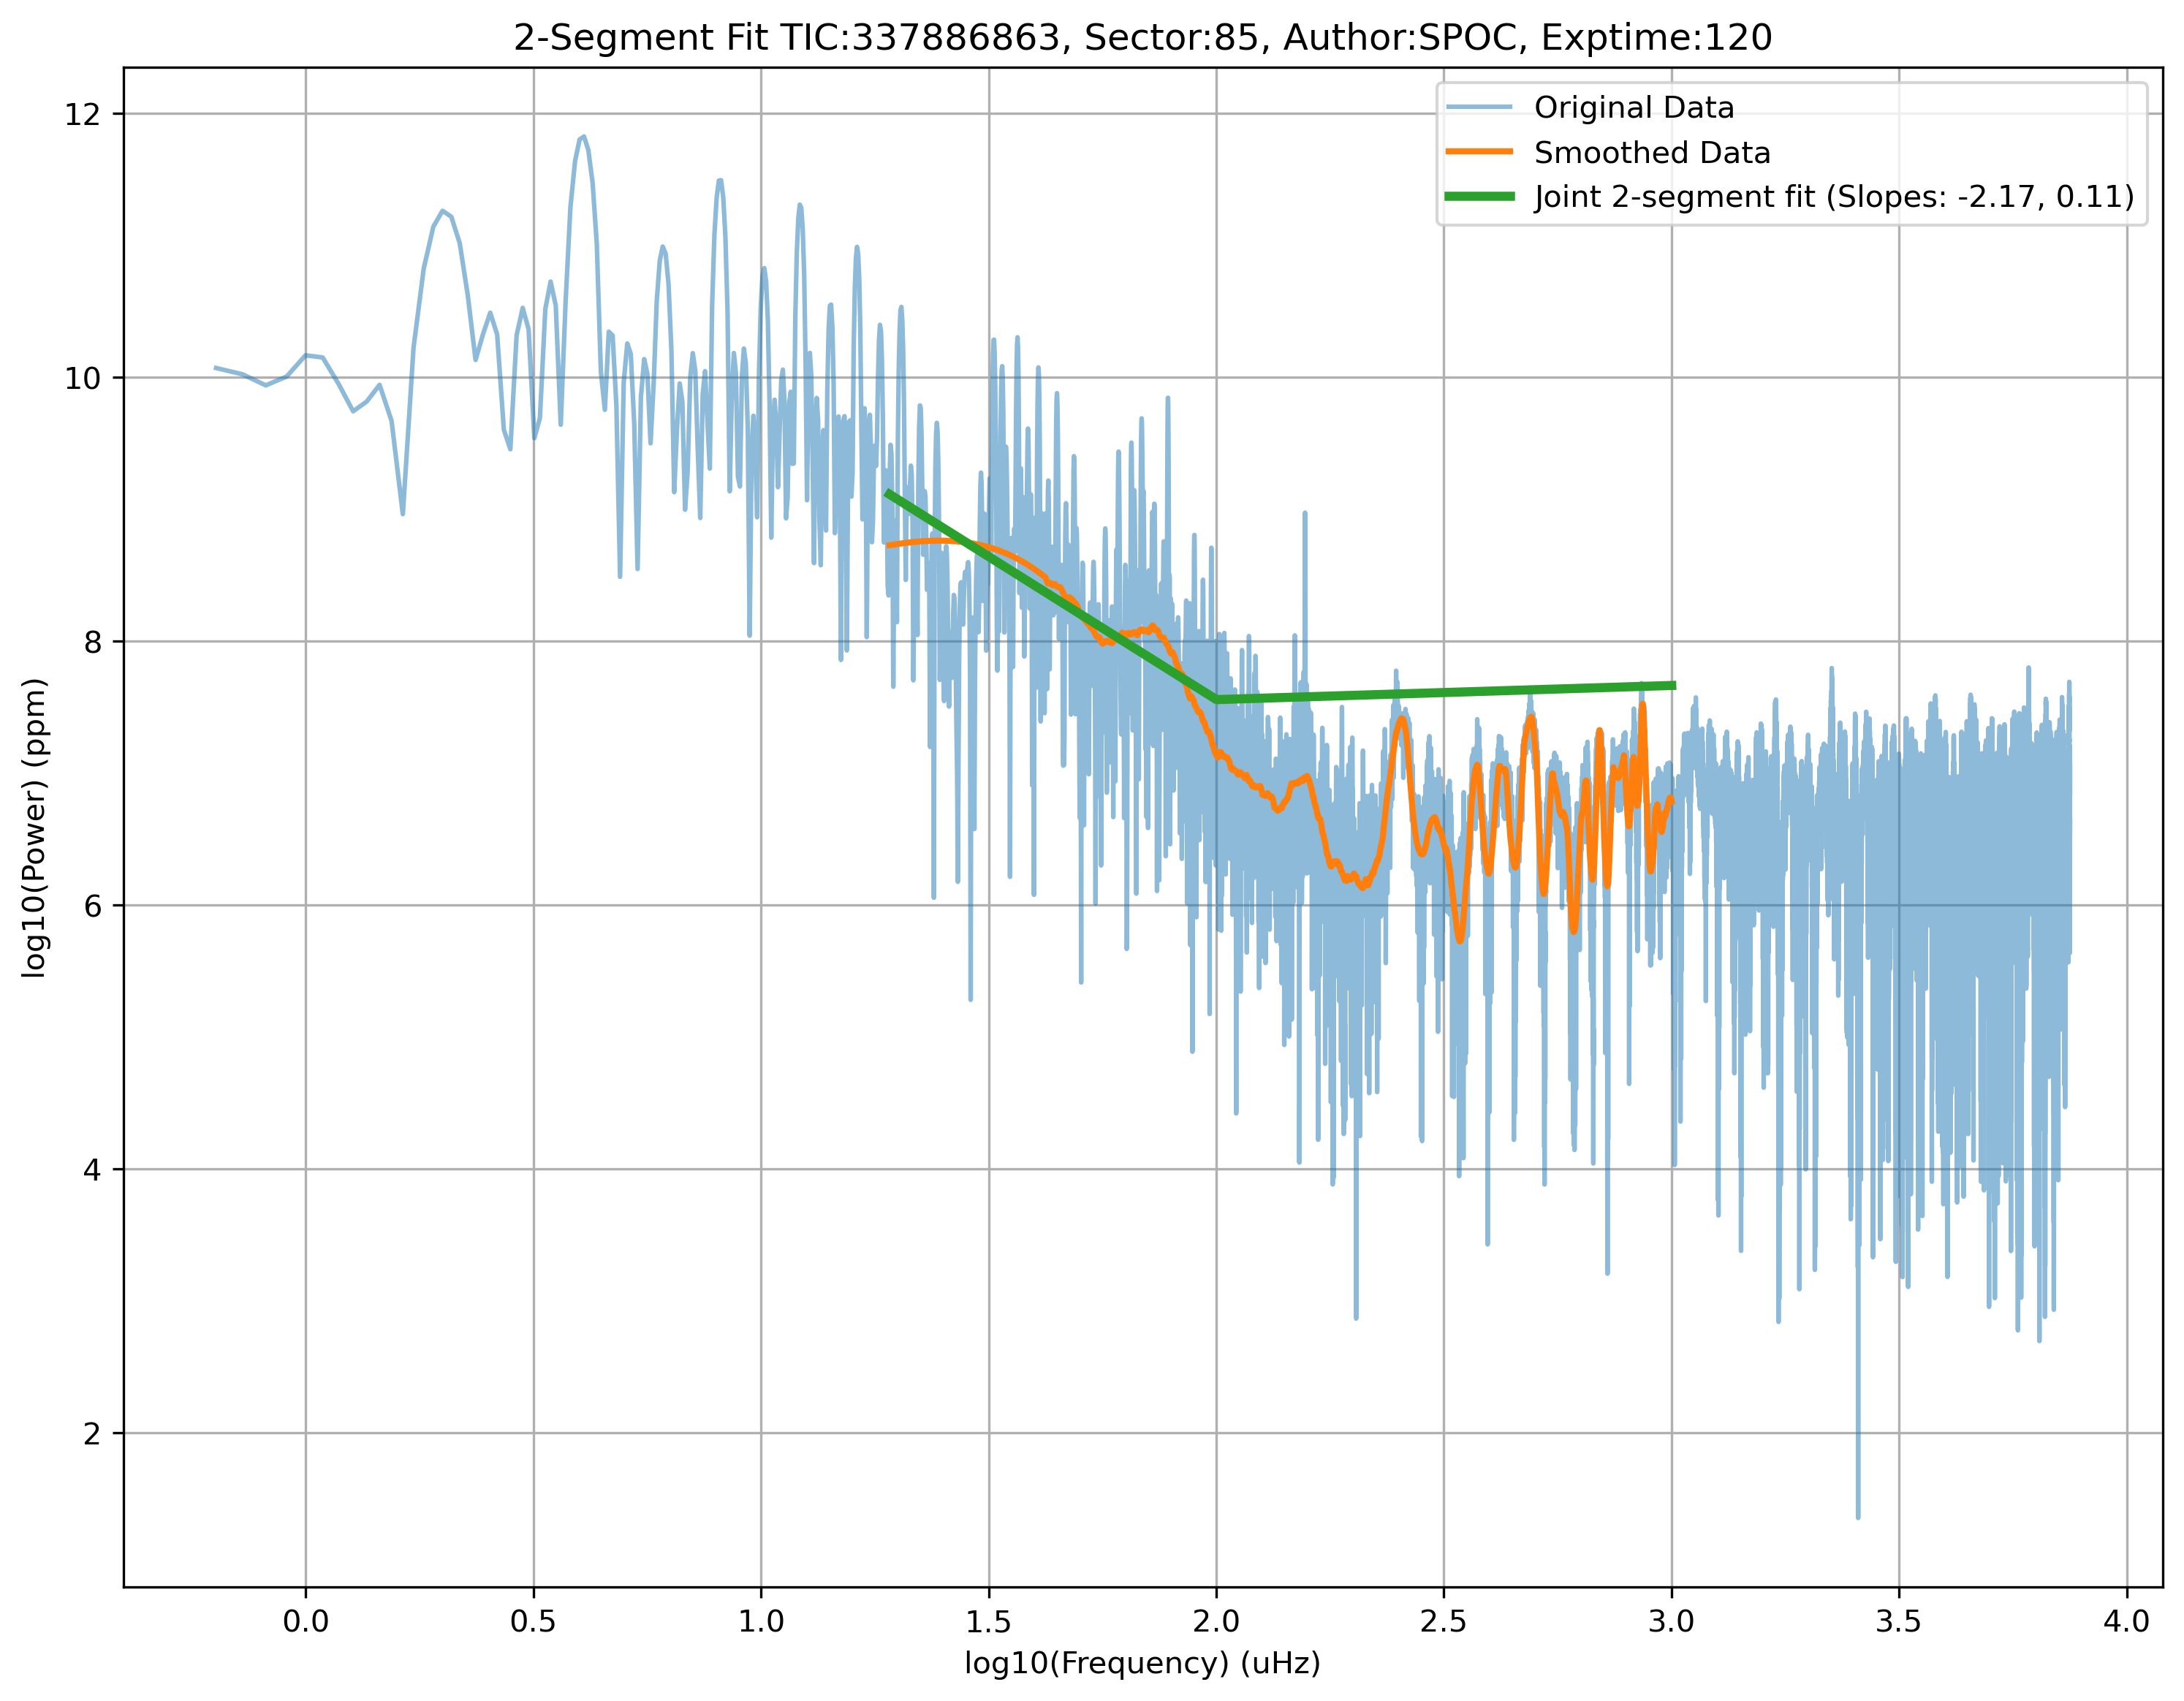 2-Segment Fit TIC:337886863, Sector:85, Author:SPOC, Exptime:120
Original Data
Smoothed Data
Joint 2-segment fit (Slopes: -2.17, 0.11)
log10(Power) (ppm)
12
10
8
6
4
2
0.0 0.5 1.0 1.5 2.0 2.5 3.0 3.5 4.0
log10(Frequency) (uHz)